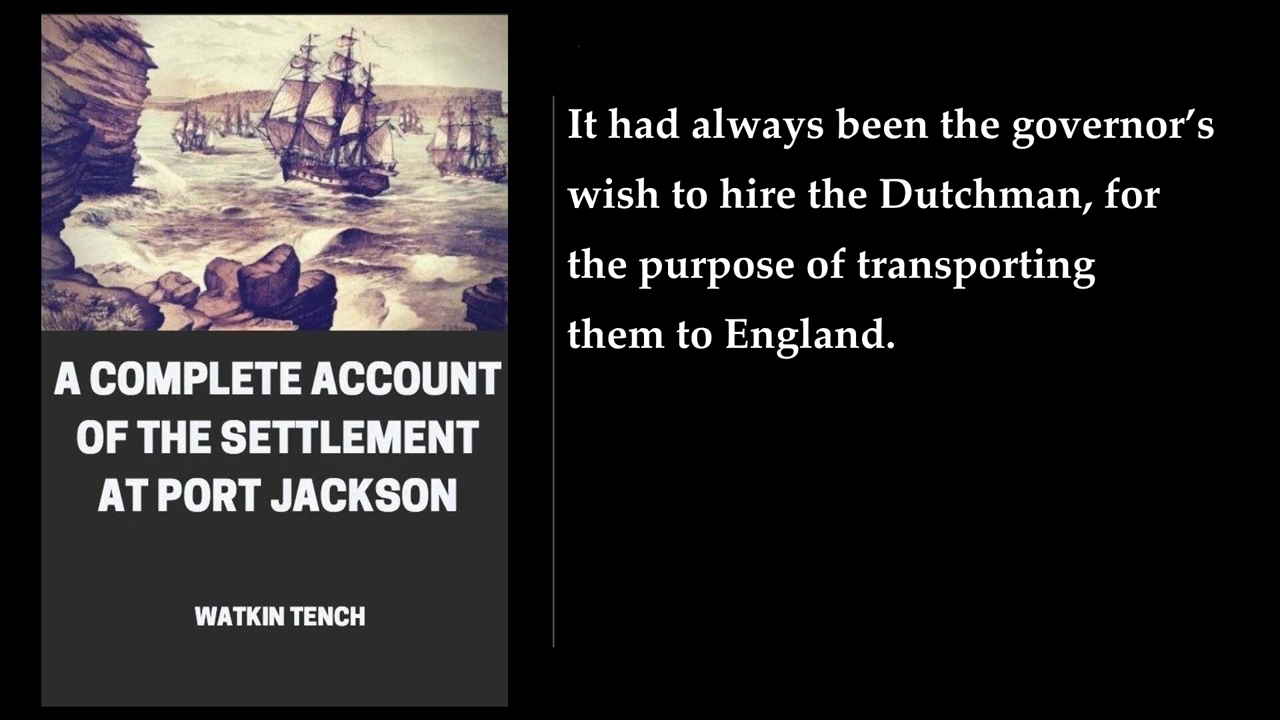 A COMPLETE ACCOUNT
OF THE SETTLEMENT
AT PORT JACKSON
WATKIN TENCH
It had always been the governor’s
wish to hire the Dutchman, for
the purpose of transporting
them to England.